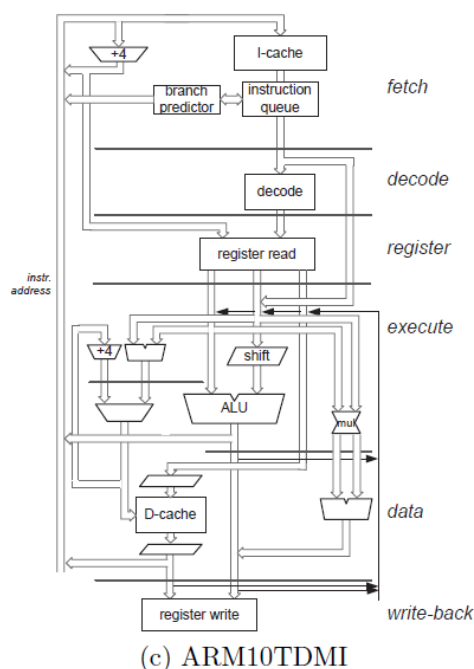 +4
I-cache
fetch
branch
predictor
instruction
queue
decode
decode
register read
register
instr.
address
execute
+4
shift
ALU
mul
D-cache
data
register write
write-back
(c) ARM10TDMI